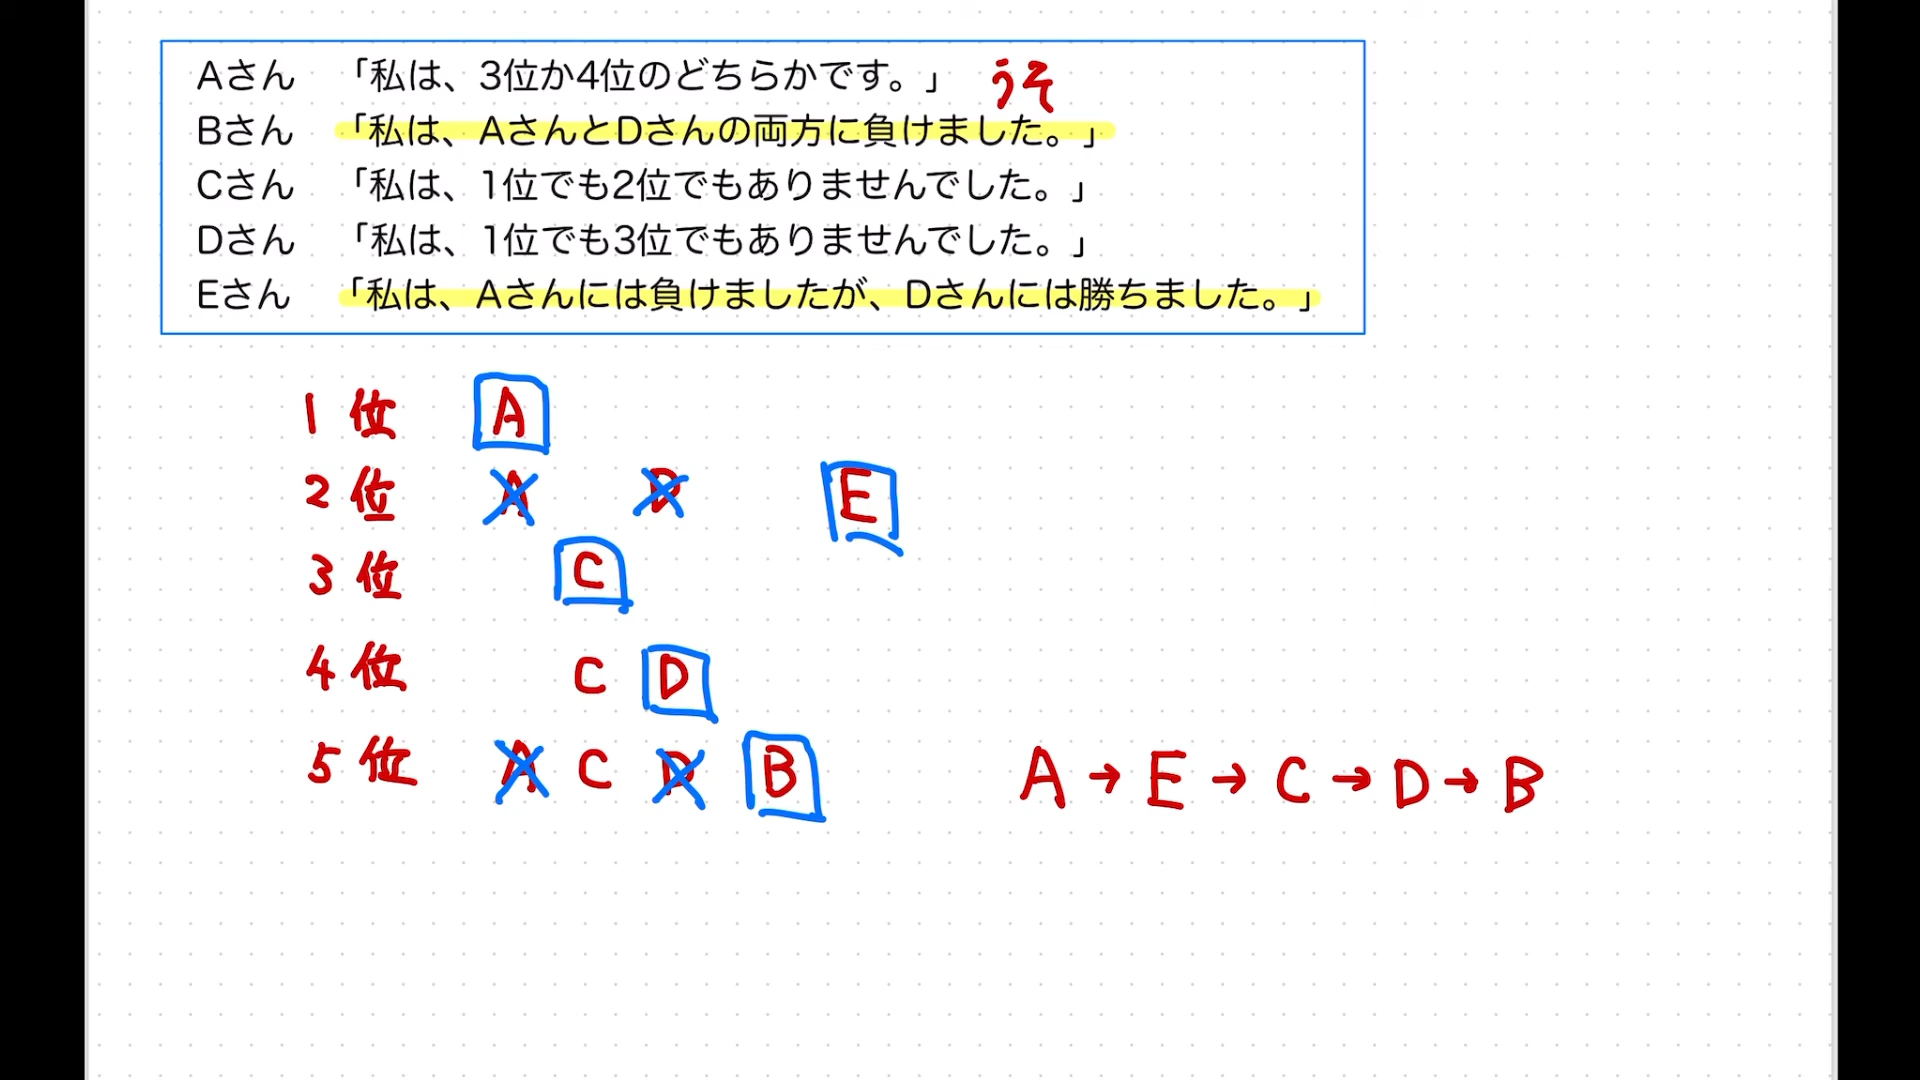 Aさん 「私は、3位か4位のどちらかです。」 うそ
Bさん 「私は、AさんとDさんの両方に負けました。」
Cさん 「私は、1位でも2位でもありませんでした。」
Dさん 「私は、1位でも3位でもありませんでした。」
Eさん 「私は、Aさんには負けましたが、Dさんには勝ちました。」
1位 A
2位 A D E
3位 C
4位 C D
5位 A C D B
A→E→C→D→B